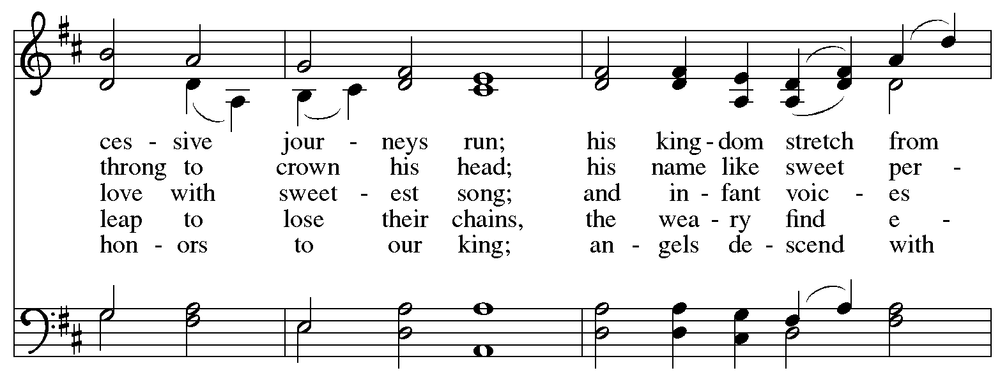 ces - sive jour - neys run; his king - dom stretch from
throng to crown his head; his name like sweet per -
love with sweet - est song; and in - fant voic - es
leap to lose their chains, the wea - ry find e -
hon - ors to our king; an - gels de - scend with